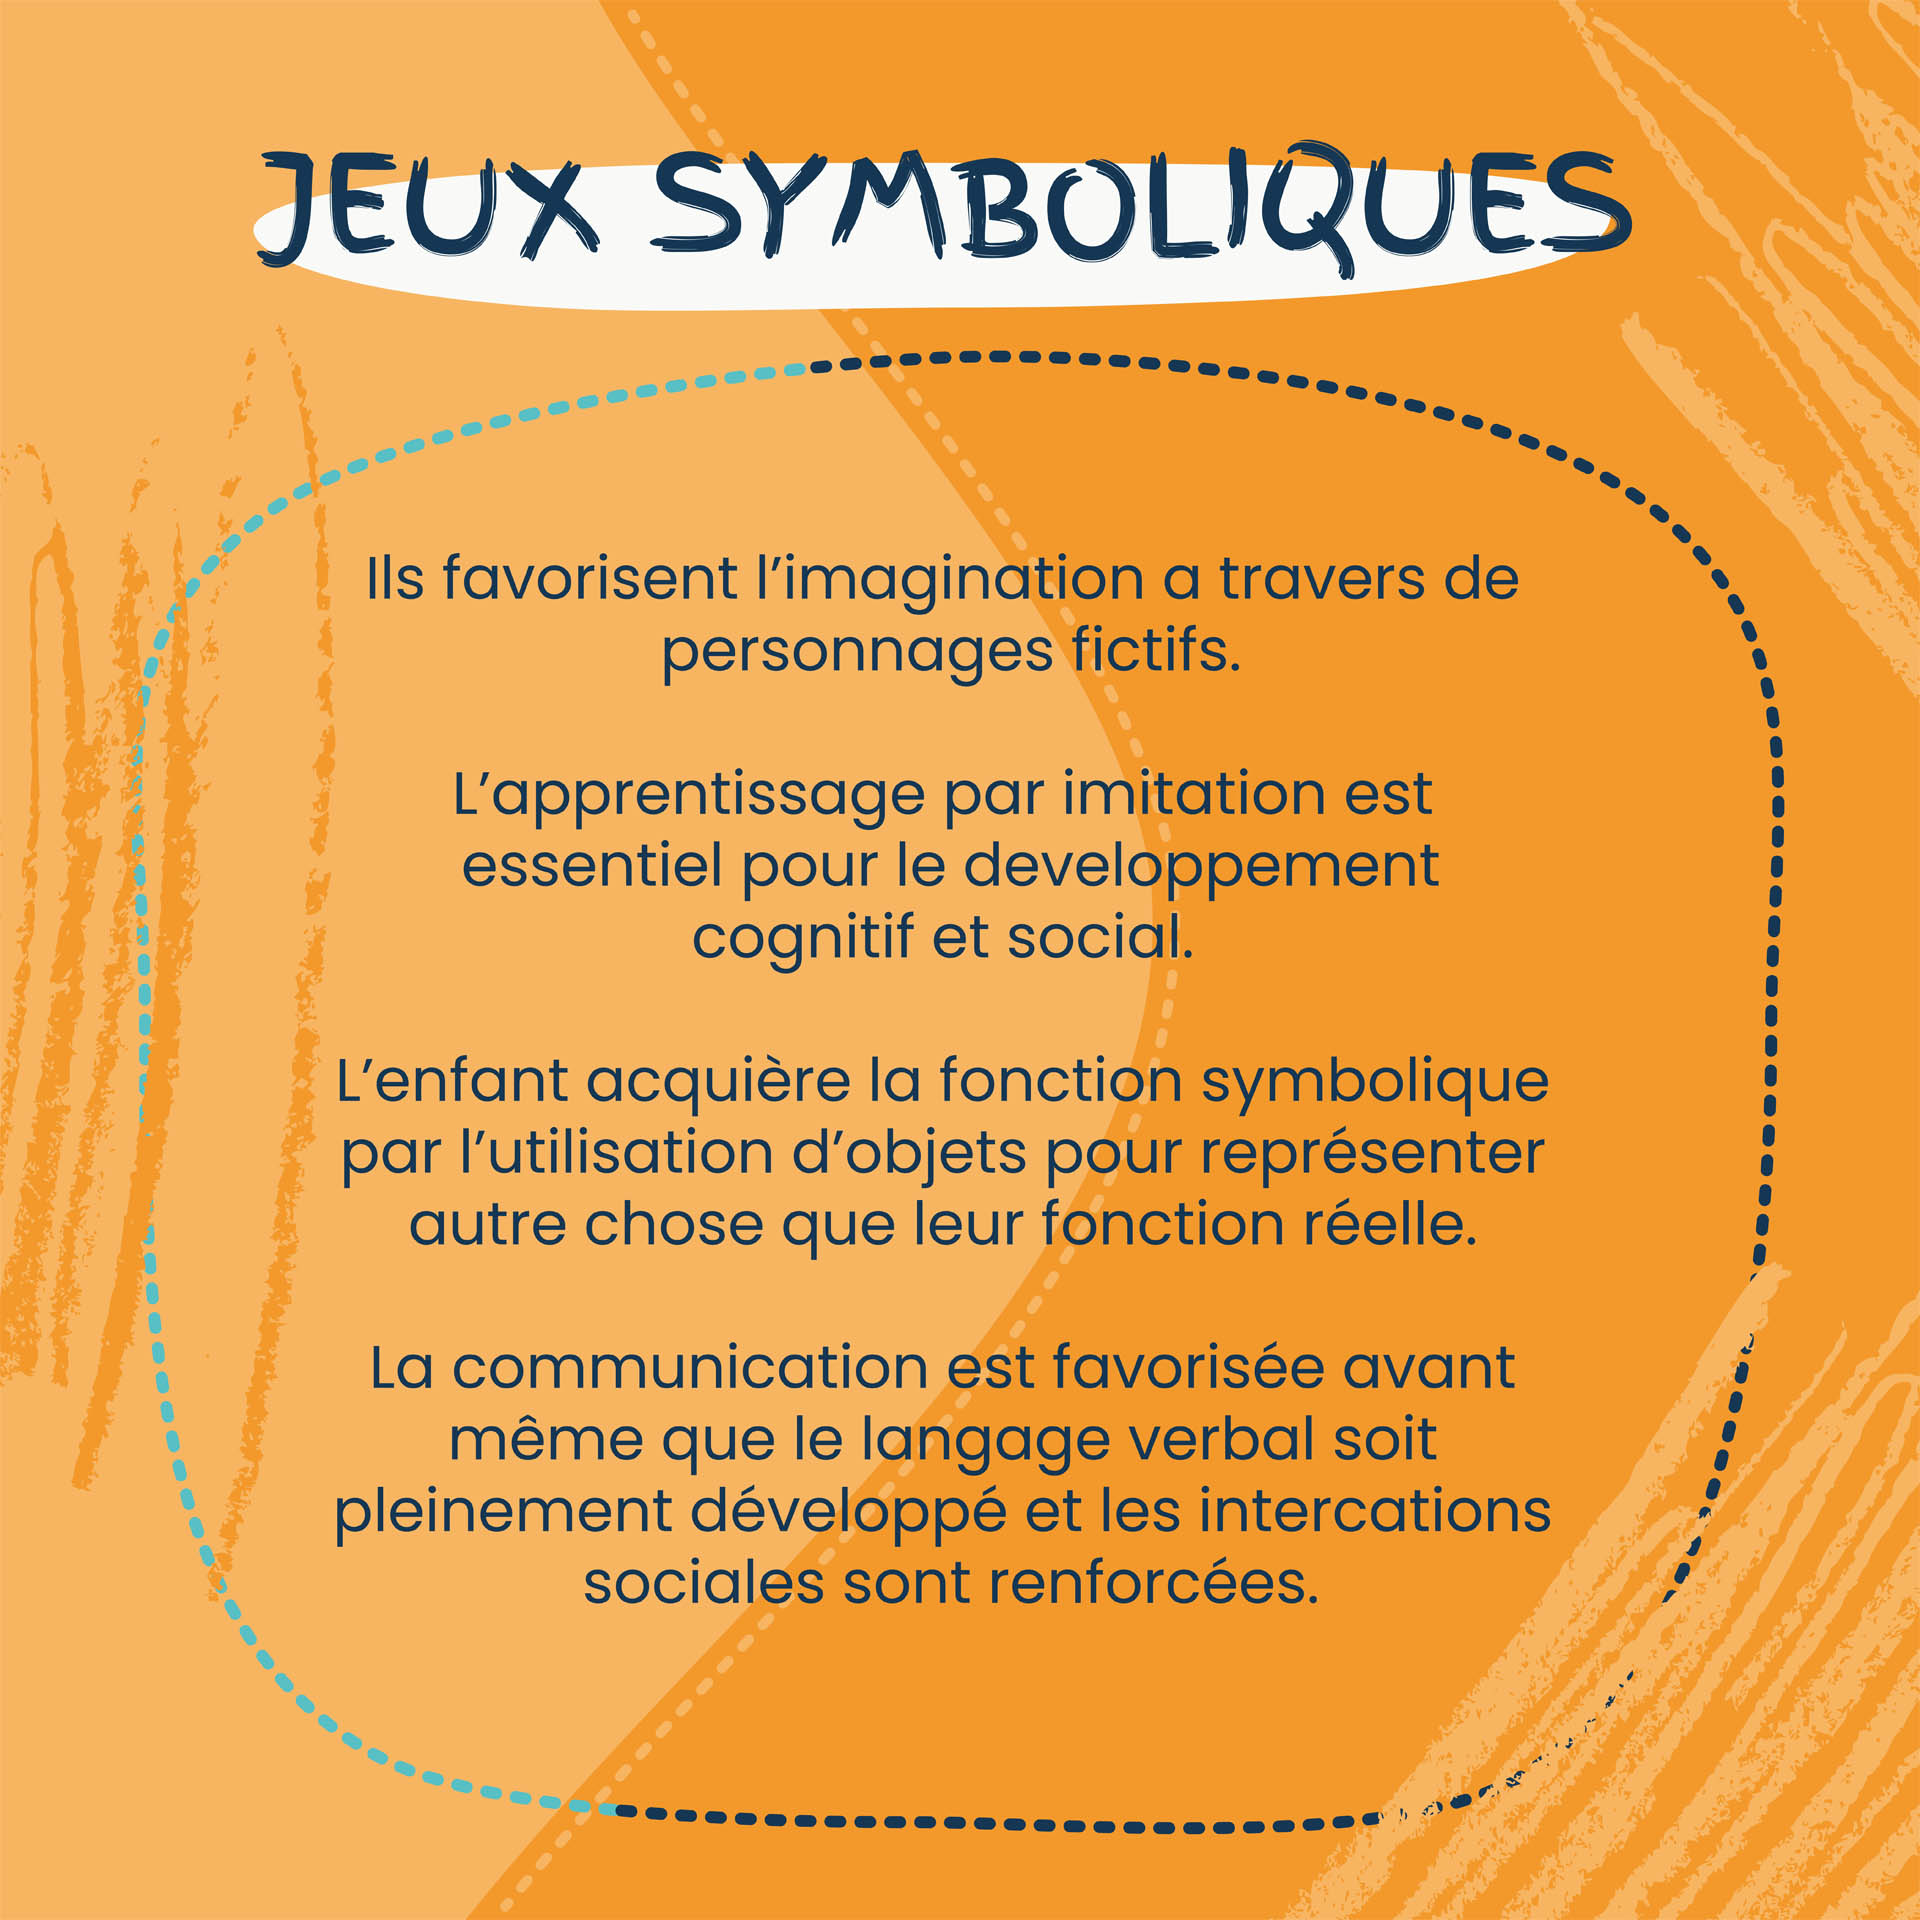 JEUX SYMBOLIQUES
Ils favorisent l’imagination a travers de
personnages fictifs.
L’apprentissage par imitation est
essentiel pour le developpement
cognitif et social.
L’enfant acquière la fonction symbolique
par l’utilisation d’objets pour représenter
autre chose que leur fonction réelle.
La communication est favorisée avant
même que le langage verbal soit
pleinement développé et les intercations
sociales sont renforcées.